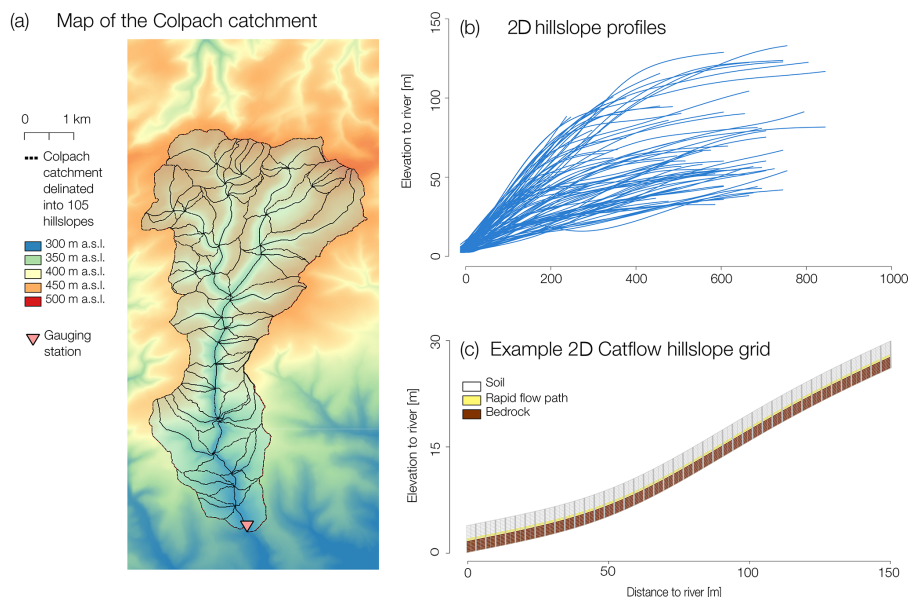 (a) Map of the Colpach catchment
0 1 km
Colpach
catchment
delinated
into 105
hillslopes
300 m a.s.l.
350 m a.s.l.
400 m a.s.l.
450 m a.s.l.
500 m a.s.l.
Gauging
station
(b) 2D hillslope profiles
Elevation to river [m]
150
100
50
0
0 200 400 600 800 1000
(c) Example 2D Catflow hillslope grid
Soil
Rapid flow path
Bedrock
Elevation to river [m]
30
15
0
0 50 100 150
Distance to river [m]